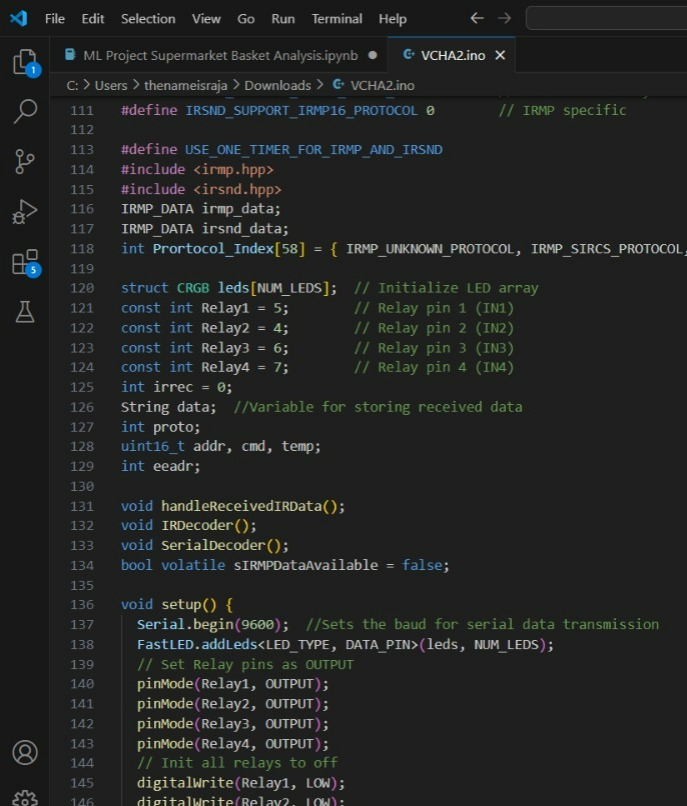 File Edit Selection View Go Run Terminal Help
ML Project Supermarket Basket Analysis.ipynb VCHA2.ino
C: > Users > thenameisraja > Downloads > VCHA2.ino
1
5
111 #define IRSND_SUPPORT_IRMP16_PROTOCOL 0 // IRMP specific
112
113 #define USE_ONE_TIMER_FOR_IRMP_AND_IRSND
114 #include <irmp.hpp>
115 #include <irsnd.hpp>
116 IRMP_DATA irmp_data;
117 IRMP_DATA irsnd_data;
118 int Prortocol_Index[58] = { IRMP_UNKNOWN_PROTOCOL, IRMP_SIRCS_PROTOCOL,
119
120 struct CRGB leds[NUM_LEDS]; // Initialize LED array
121 const int Relay1 = 5; // Relay pin 1 (IN1)
122 const int Relay2 = 4; // Relay pin 2 (IN2)
123 const int Relay3 = 6; // Relay pin 3 (IN3)
124 const int Relay4 = 7; // Relay pin 4 (IN4)
125 int irrec = 0;
126 String data; //Variable for storing received data
127 int proto;
128 uint16_t addr, cmd, temp;
129 int eeadr;
130
131 void handleReceivedIRData();
132 void IRDecoder();
133 void SerialDecoder();
134 bool volatile sIRMPDataAvailable = false;
135
136 void setup() {
137 Serial.begin(9600); //Sets the baud for serial data transmission
138 FastLED.addLeds<LED_TYPE, DATA_PIN>(leds, NUM_LEDS);
139 // Set Relay pins as OUTPUT
140 pinMode(Relay1, OUTPUT);
141 pinMode(Relay2, OUTPUT);
142 pinMode(Relay3, OUTPUT);
143 pinMode(Relay4, OUTPUT);
144 // Init all relays to off
145 digitalWrite(Relay1, LOW);
146 digitalWrite(Relay2, LOW);